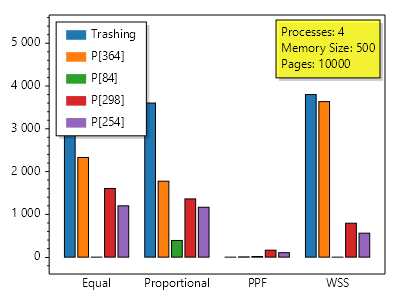 Trashing
P[364]
P[84]
P[298]
P[254]
Processes: 4
Memory Size: 500
Pages: 10000
5 000
4 000
3 000
2 000
1 000
0
Equal Proportional PPF WSS